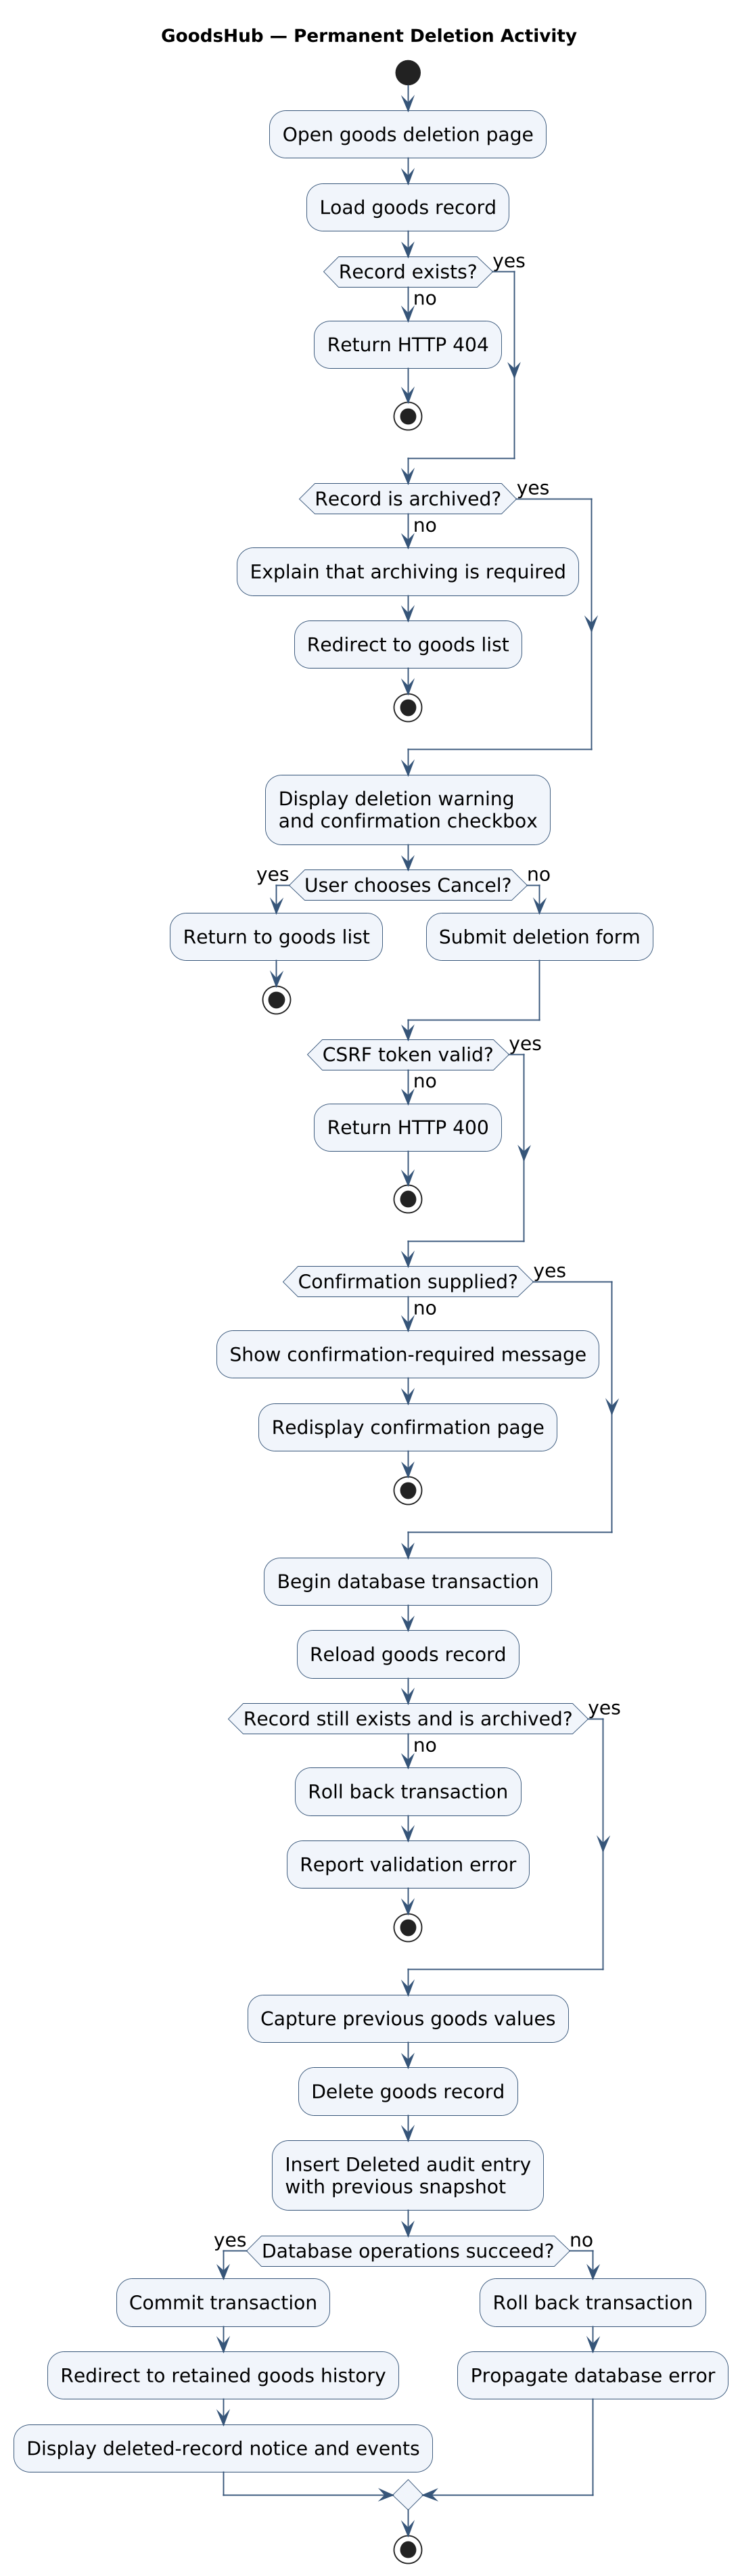 GoodsHub — Permanent Deletion Activity
Open goods deletion page
Load goods record
Record exists?
yes
no
Return HTTP 404
Record is archived?
yes
no
Explain that archiving is required
Redirect to goods list
Display deletion warning
and confirmation checkbox
yes
User chooses Cancel?
no
Return to goods list
Submit deletion form
CSRF token valid?
yes
no
Return HTTP 400
Confirmation supplied?
yes
no
Show confirmation-required message
Redisplay confirmation page
Begin database transaction
Reload goods record
Record still exists and is archived?
yes
no
Roll back transaction
Report validation error
Capture previous goods values
Delete goods record
Insert Deleted audit entry
with previous snapshot
yes
Database operations succeed?
no
Commit transaction
Roll back transaction
Redirect to retained goods history
Propagate database error
Display deleted-record notice and events